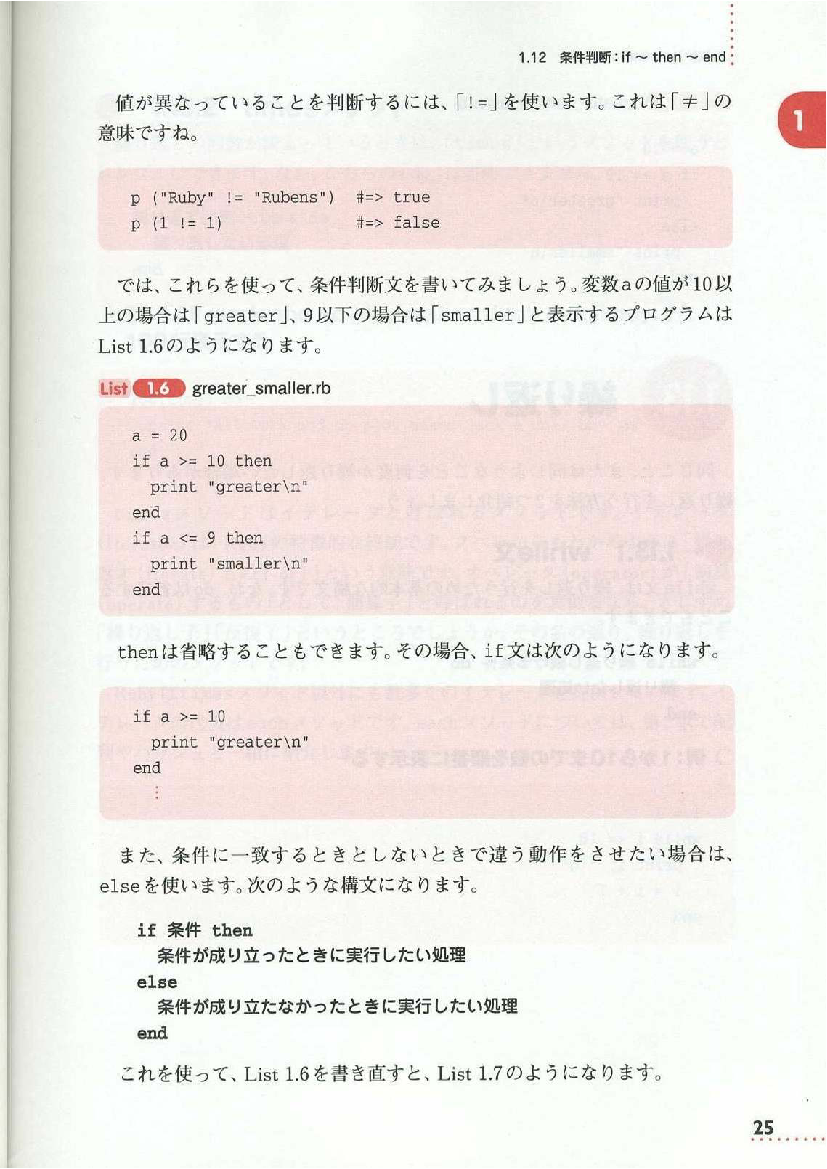 1.12 条件判断:if ~ then ~ end
1
値が異なっていることを判断するには、「!=」を使います。これは「≠」の
意味ですね。
p ("Ruby" != "Rubens") #=> true
p (1 != 1) #=> false
では、これらを使って、条件判断文を書いてみましょう。変数aの値が10以
上の場合は「greater」、9以下の場合は「smaller」と表示するプログラムは
List 1.6のようになります。
List 1.6 greater_smaller.rb
a = 20
if a >= 10 then
  print "greater\n"
end
if a <= 9 then
  print "smaller\n"
end
thenは省略することもできます。その場合、if文は次のようになります。
if a >= 10
  print "greater\n"
end
⋮
また、条件に一致するときとしないときで違う動作をさせたい場合は、
elseを使います。次のような構文になります。
if 条件 then
  条件が成り立ったときに実行したい処理
else
  条件が成り立たなかったときに実行したい処理
end
これを使って、List 1.6を書き直すと、List 1.7のようになります。
25